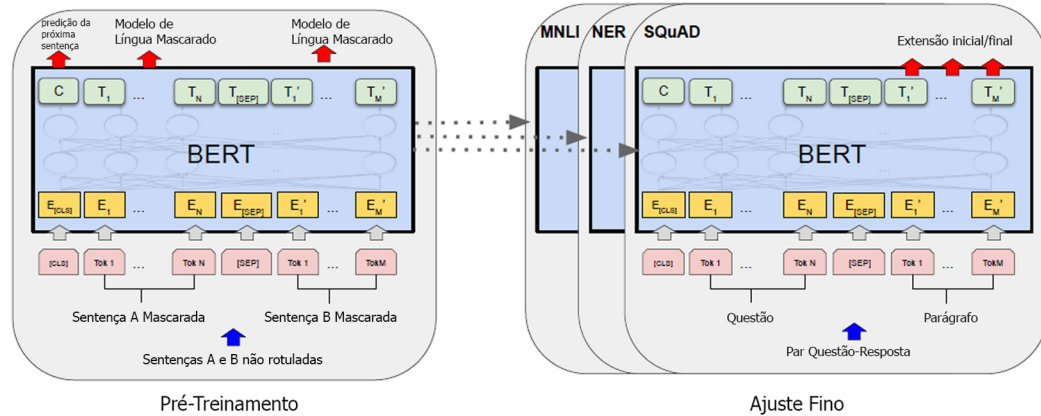 predição da
próxima
sentença
Modelo de
Língua Mascarado
Modelo de
Língua Mascarado
C T1 ... TN T[SEP] T1' ... TM'
BERT
E[CLS] E1 ... EN E[SEP] E1' ... EM'
[CLS] Tok 1 ... Tok N [SEP] Tok 1 ... TokM
Sentença A Mascarada Sentença B Mascarada
Sentenças A e B não rotuladas
Pré-Treinamento
MNLI NER SQuAD
Extensão inicial/final
C T1 ... TN T[SEP] T1' ... TM'
BERT
E[CLS] E1 ... EN E[SEP] E1' ... EM'
[CLS] Tok 1 ... Tok N [SEP] Tok 1 ... TokM
Questão Parágrafo
Par Questão-Resposta
Ajuste Fino